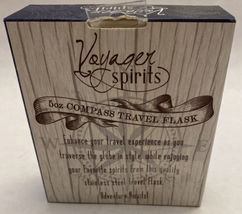 Voyager
spirits
5oz COMPASS TRAVEL FLASK
Enhance your travel experience as you
traverse the globe in style, while enjoying
your favorite spirits from this quality
stainless steel travel flask.
Adventure Awaits!